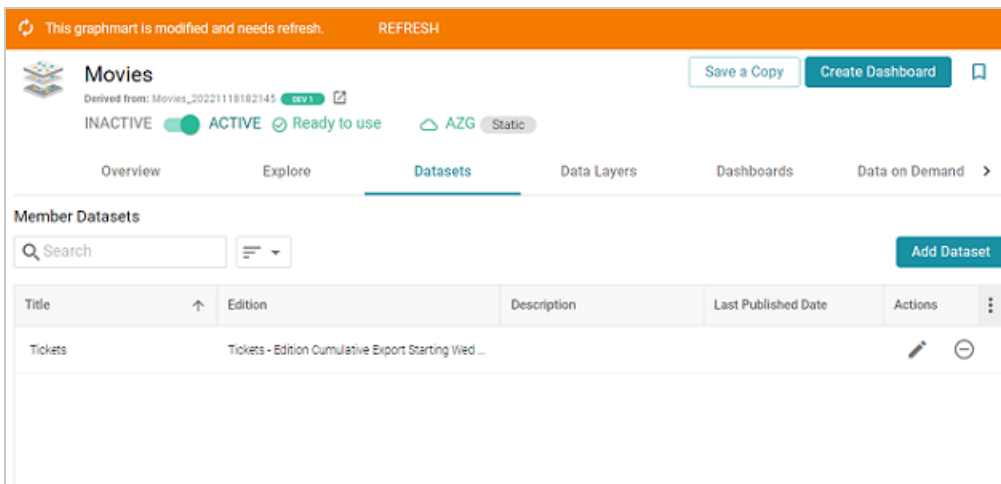 This graphmart is modified and needs refresh. REFRESH
Movies
Save a Copy
Create Dashboard
Derived from: Movies_20221118182145 DEV 1
INACTIVE ACTIVE Ready to use AZG Static
Overview Explore Datasets Data Layers Dashboards Data on Demand
Member Datasets
Search
Add Dataset
Title Edition Description Last Published Date Actions
Tickets Tickets - Edition Cumulative Export Starting Wed ...